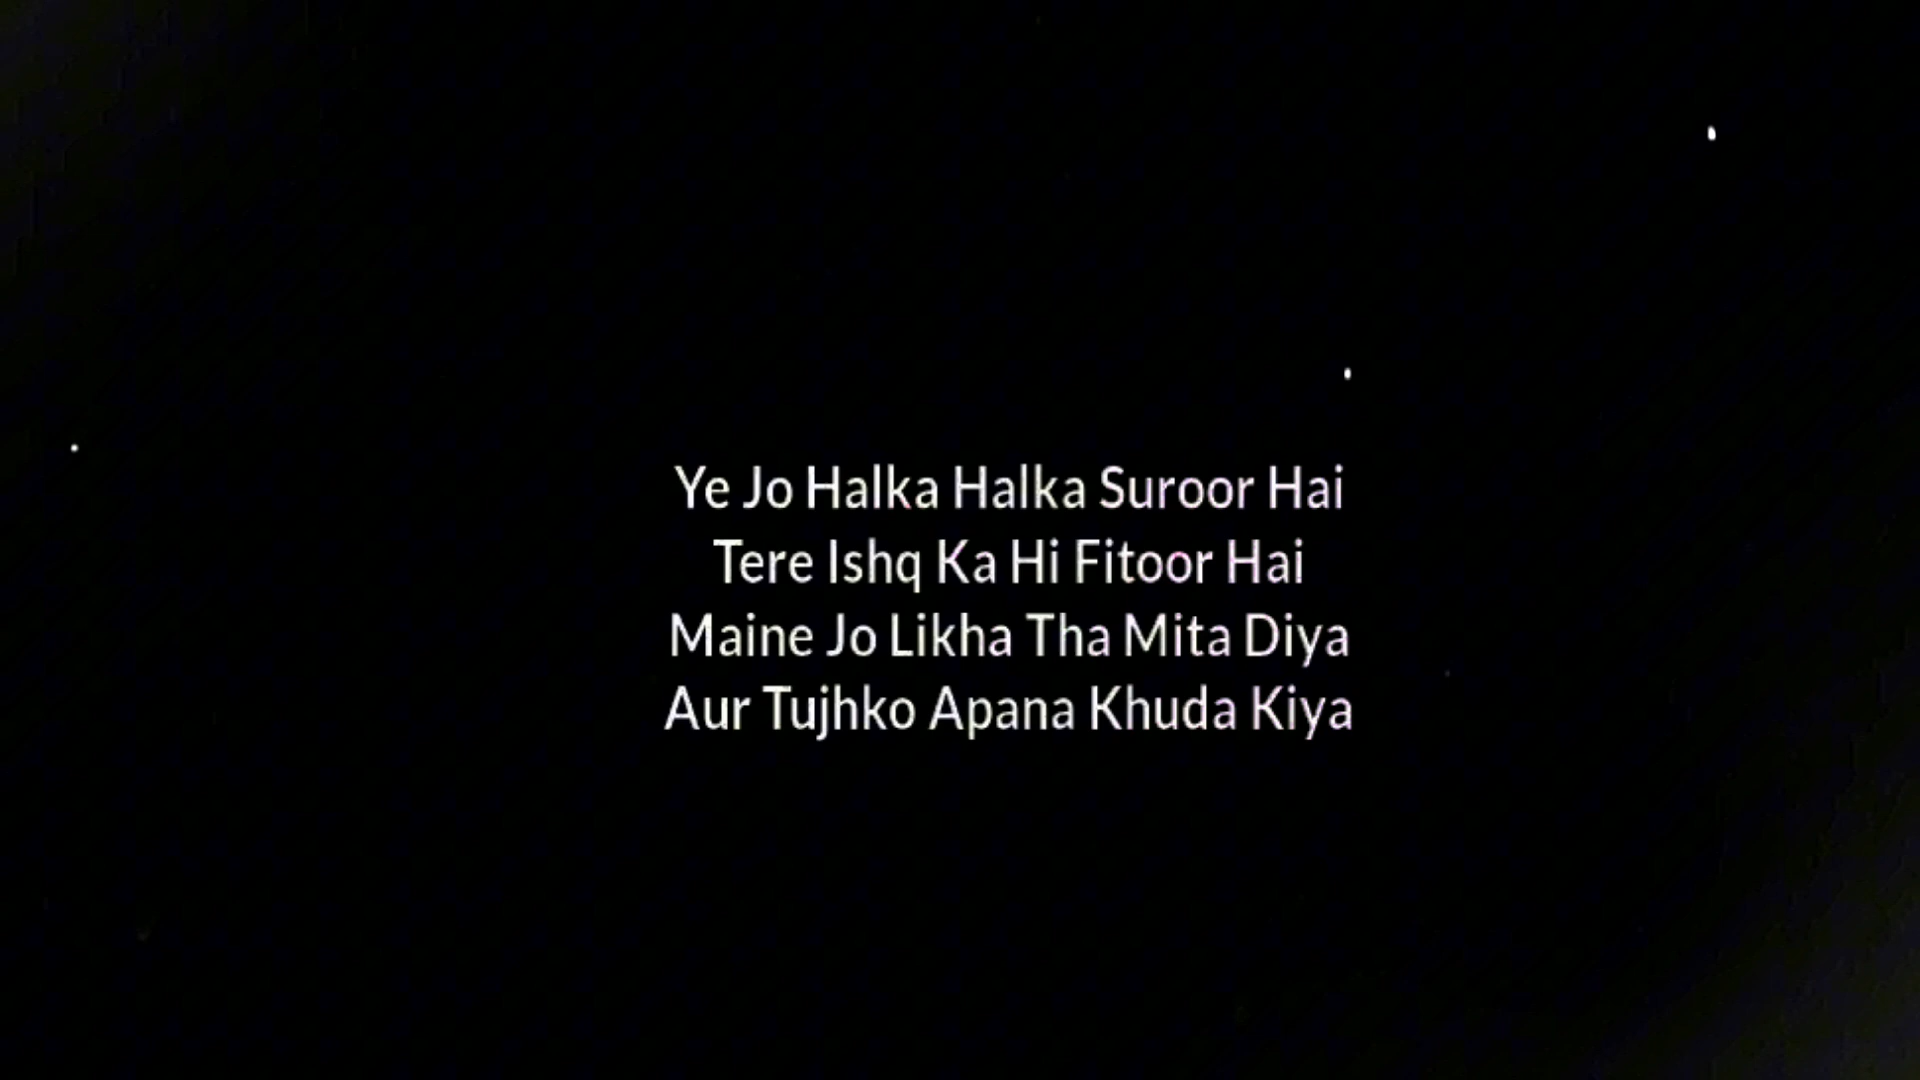 Ye Jo Halka Halka Suroor Hai
Tere Ishq Ka Hi Fitoor Hai
Maine Jo Likha Tha Mita Diya
Aur Tujhko Apana Khuda Kiya